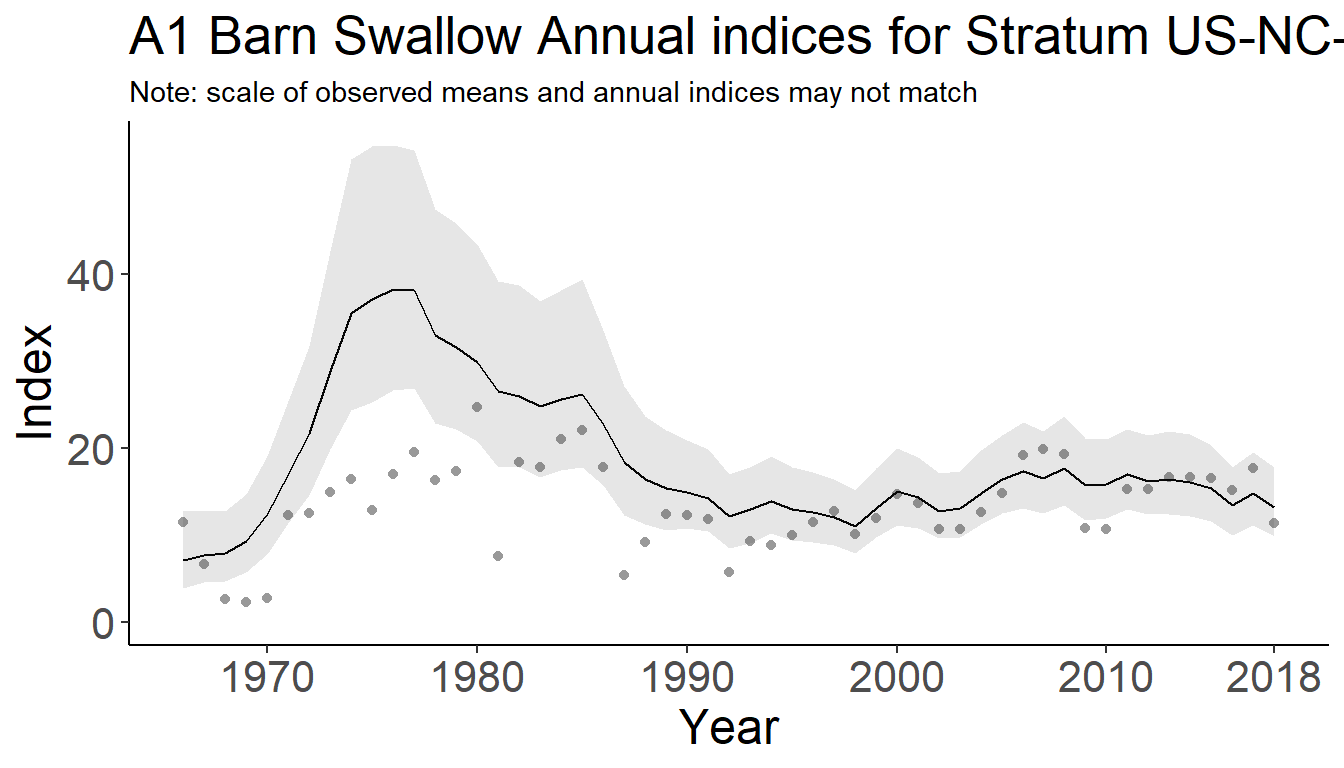 A1 Barn Swallow Annual indices for Stratum US-NC-
Note: scale of observed means and annual indices may not match
40
20
0
Index
1970 1980 1990 2000 2010 2018
Year